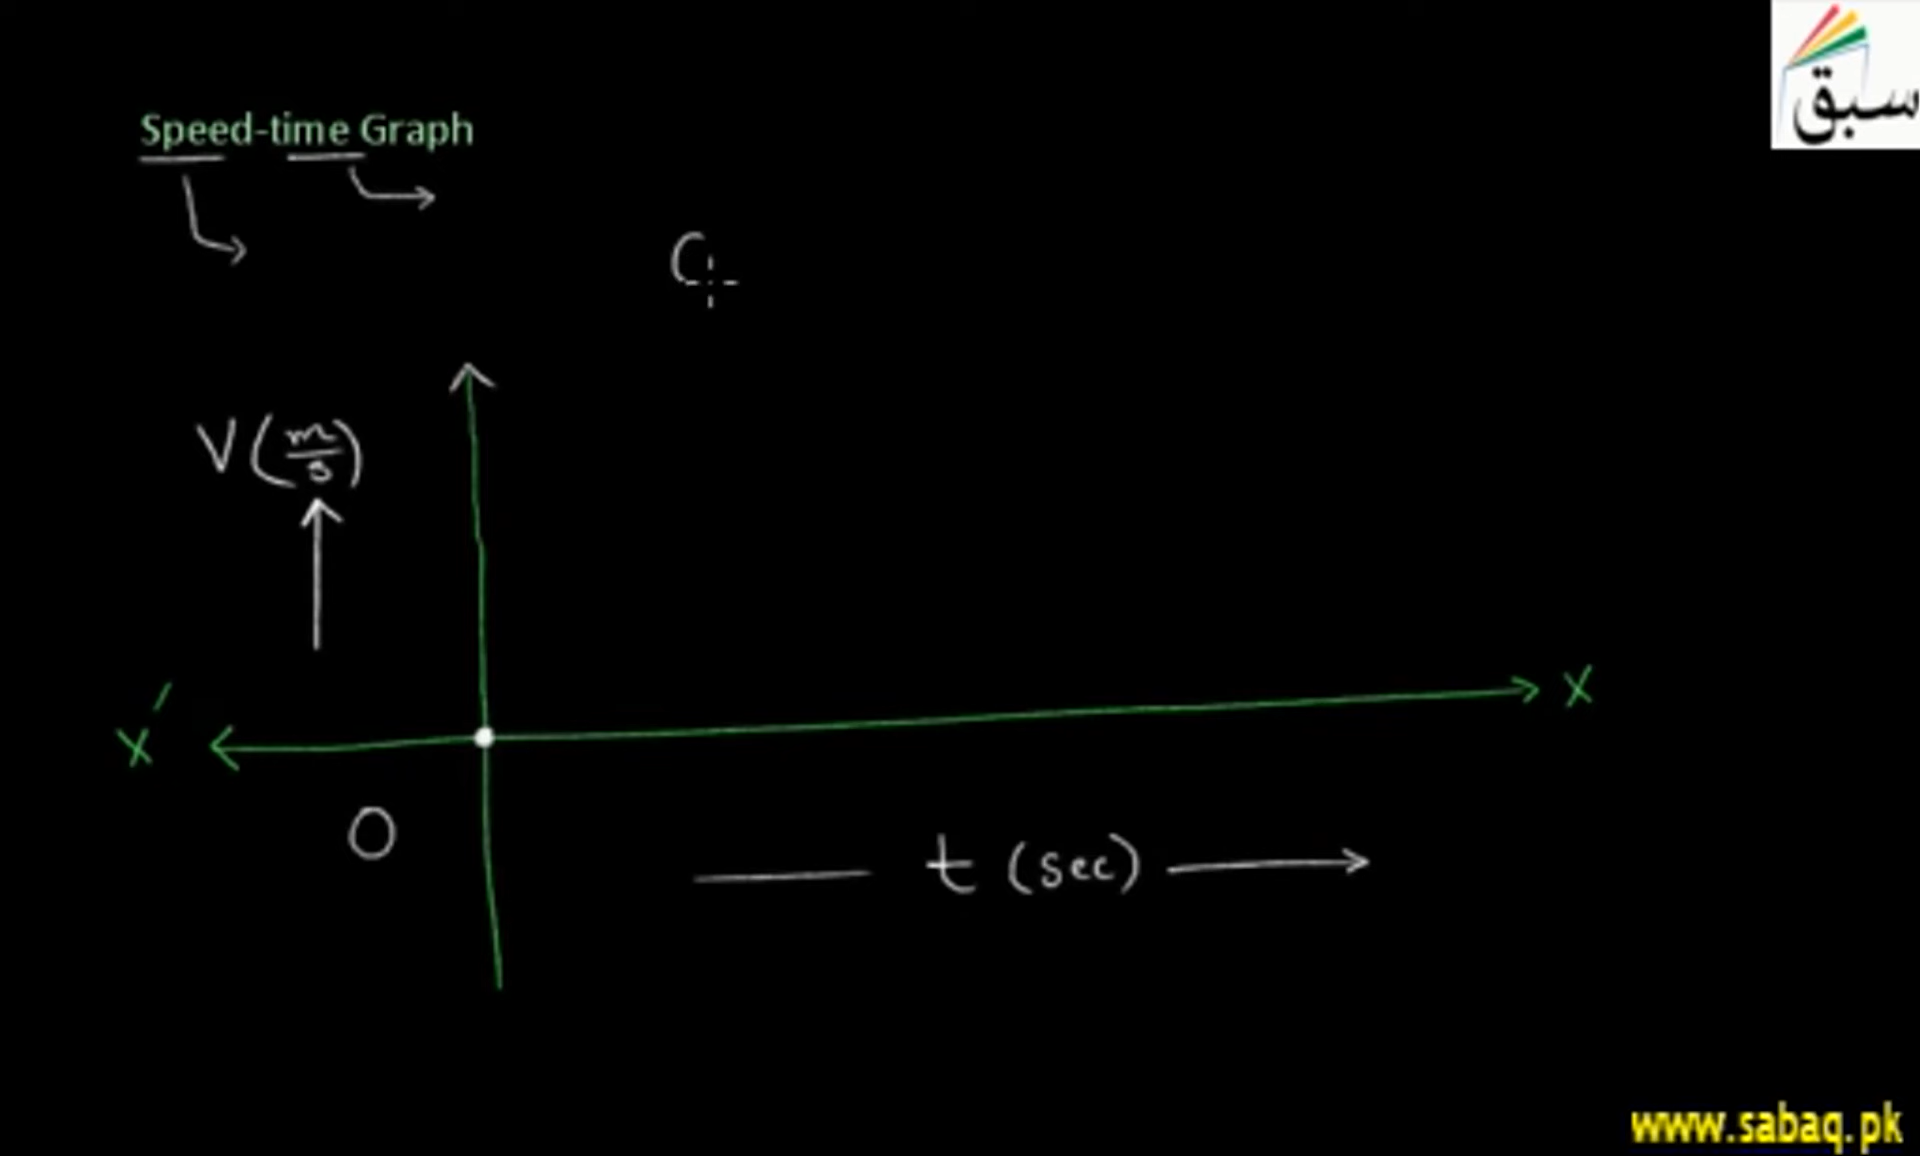 سبق
Speed-time Graph
C
V (m/s)
X
X′
O
t (sec)
www.sabaq.pk